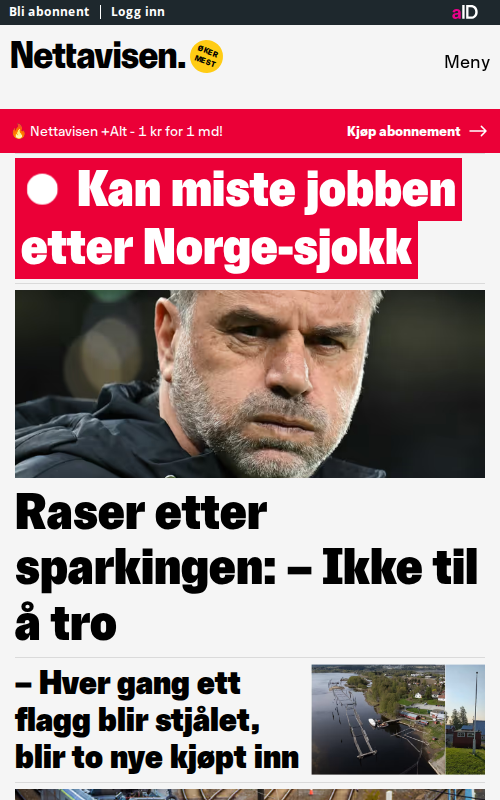 Bli abonnent | Logg inn
aID
Nettavisen.
ØKER
MEST
Meny
🔥 Nettavisen +Alt - 1 kr for 1 md!
Kjøp abonnement →
Kan miste jobben
etter Norge-sjokk
Raser etter
sparkingen: – Ikke til
å tro
– Hver gang ett
flagg blir stjålet,
blir to nye kjøpt inn